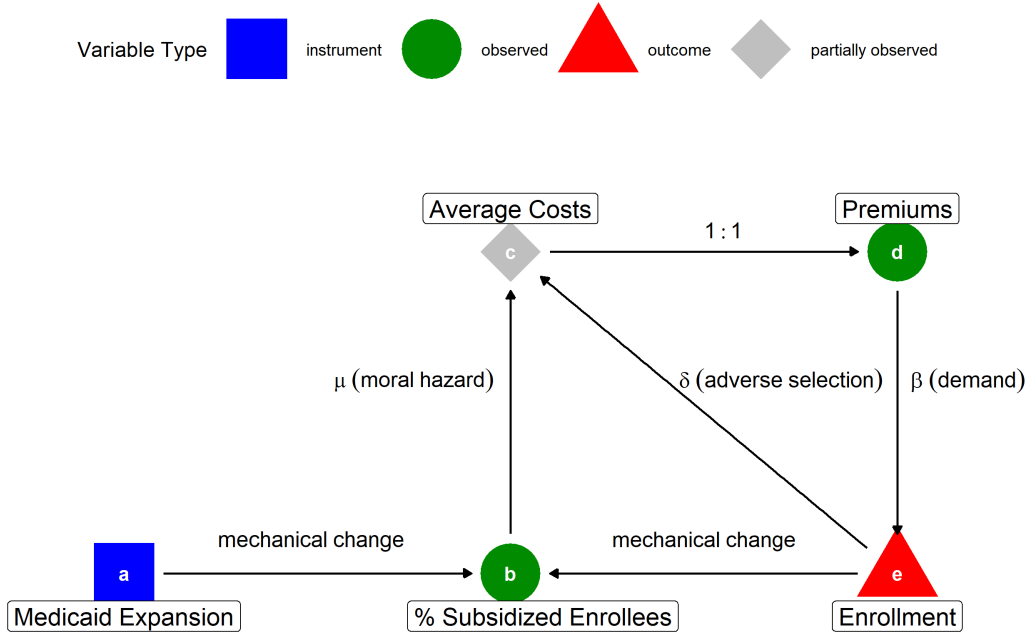 Variable Type instrument observed outcome partially observed
Average Costs Premiums
1 : 1
c d
μ (moral hazard) δ (adverse selection) β (demand)
mechanical change mechanical change
a b e
Medicaid Expansion % Subsidized Enrollees Enrollment